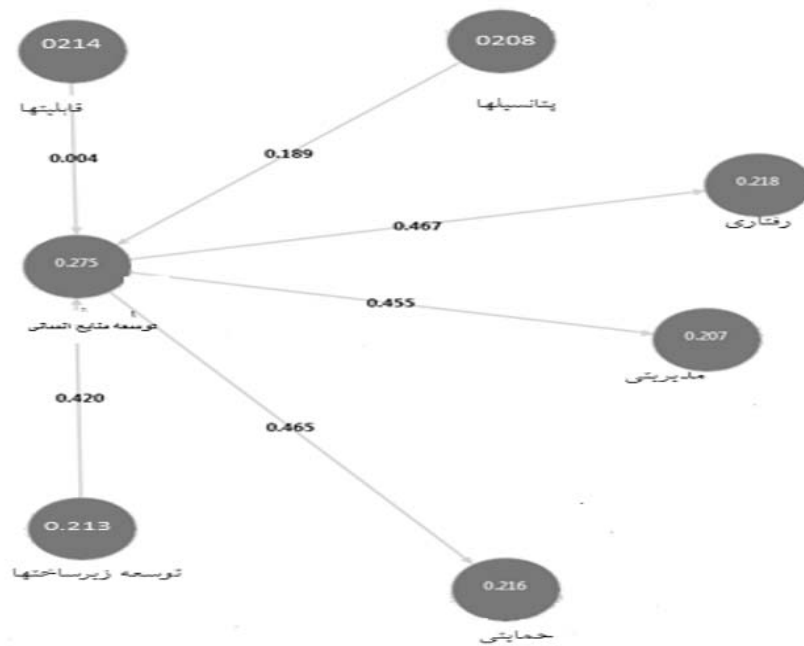 0214
قابلیتها
0208
پتانسیلها
0.004
0.189
0.218
رفتاری
0.467
0.275
توسعه منابع انسانی
0.455
0.207
مدیریتی
0.420
0.465
0.213
توسعه زیرساختها
0.216
حمایتی